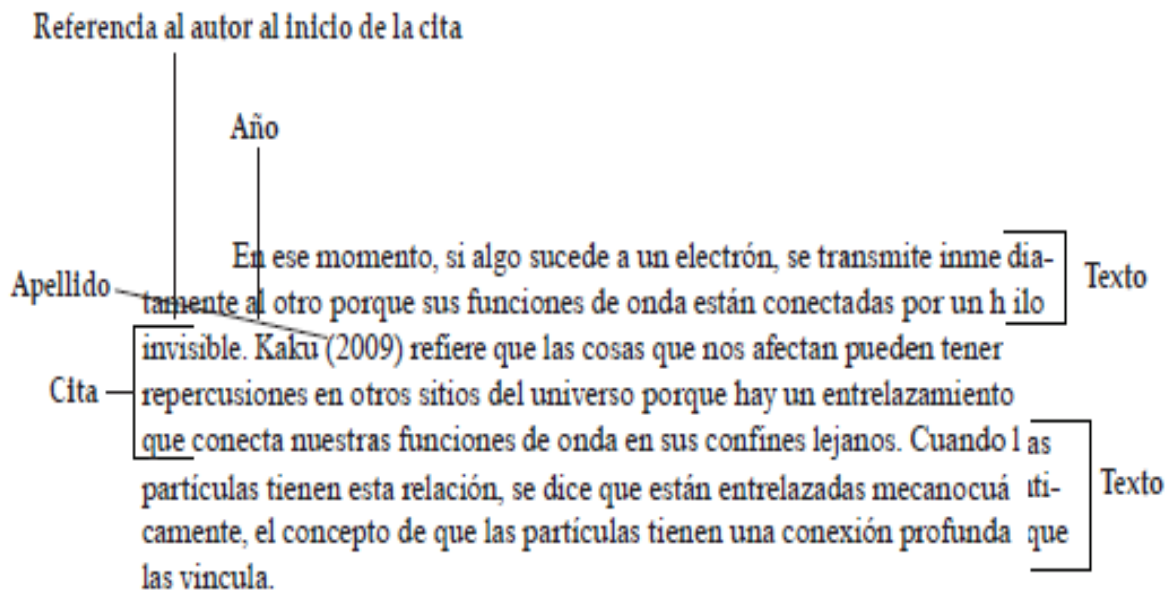 Referencia al autor al inicio de la cita
Año
En ese momento, si algo sucede a un electrón, se transmite inme dia-
Texto
Apellido
tamente al otro porque sus funciones de onda están conectadas por un h ilo
invisible. Kaku (2009) refiere que las cosas que nos afectan pueden tener
Cita
repercusiones en otros sitios del universo porque hay un entrelazamiento
que conecta nuestras funciones de onda en sus confines lejanos. Cuando l as
partículas tienen esta relación, se dice que están entrelazadas mecanocuá nti-
Texto
camente, el concepto de que las partículas tienen una conexión profunda que
las vincula.